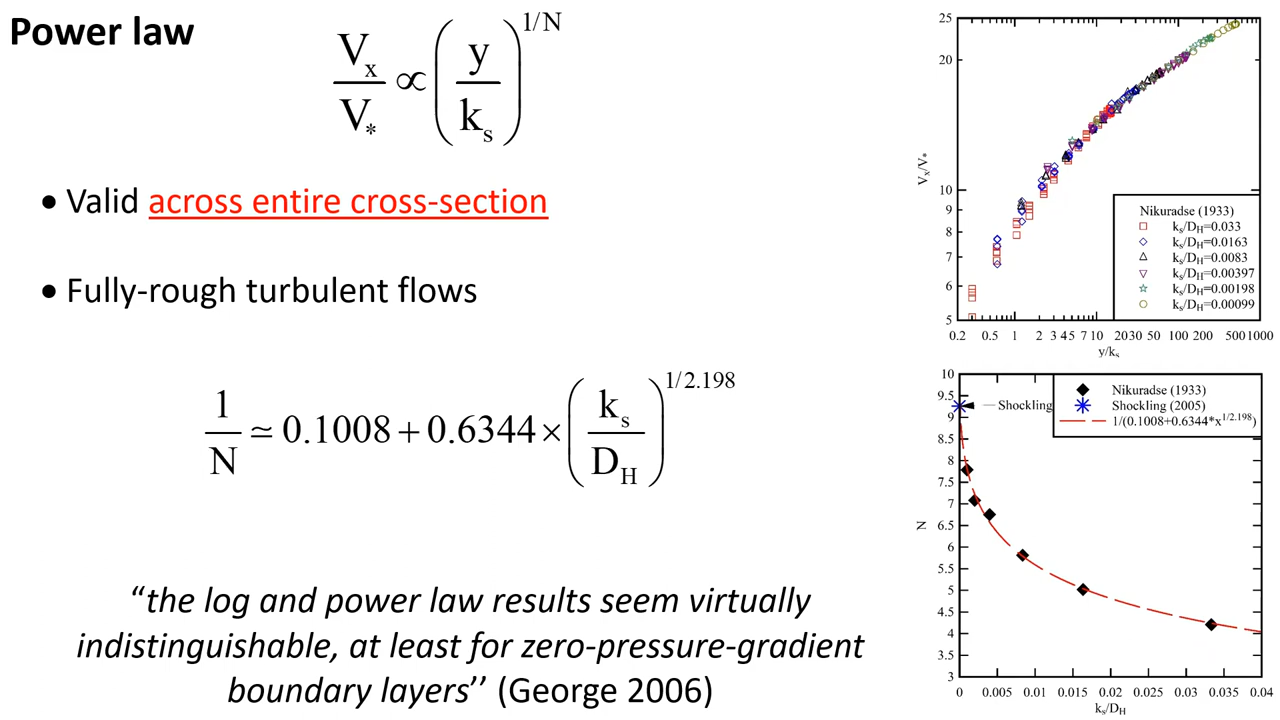 Power law
V_x / V_* ∝ (y / k_s)^{1/N}
• Valid across entire cross-section
• Fully-rough turbulent flows
1/N ≃ 0.1008 + 0.6344 × (k_s / D_H)^{1/2.198}
“the log and power law results seem virtually
indistinguishable, at least for zero-pressure-gradient
boundary layers’’ (George 2006)
25
20
10
9
8
7
6
5
V_x/V_*
Nikuradse (1933)
k_s/D_H=0.033
k_s/D_H=0.0163
k_s/D_H=0.0083
k_s/D_H=0.00397
k_s/D_H=0.00198
k_s/D_H=0.00099
0.2 0.5 1 2 3 4 5 7 10 20 30 50 100 200 500 1000
y/k_s
10
9.5
9
8.5
8
7.5
7
6.5
6
5.5
5
4.5
4
3.5
3
N
Shockling
Nikuradse (1933)
Shockling (2005)
1/(0.1008+0.6344*x^{1/2.198})
0 0.005 0.01 0.015 0.02 0.025 0.03 0.035 0.04
k_s/D_H